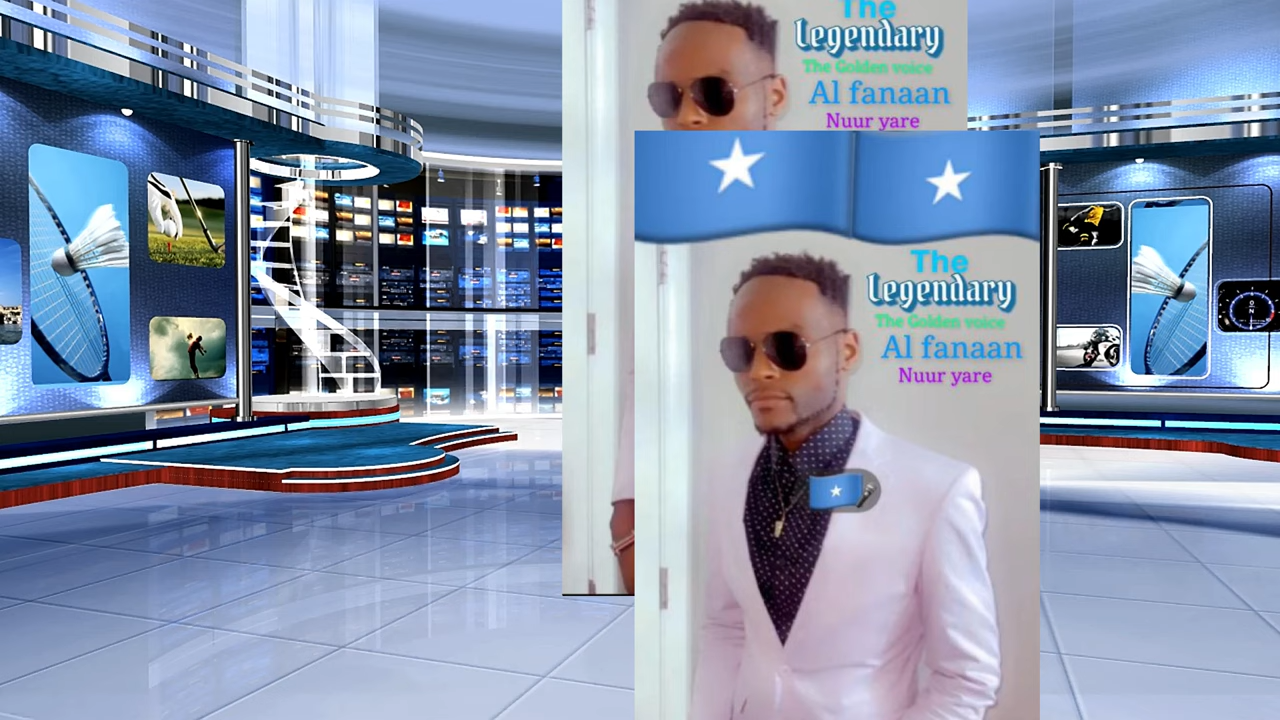 The
Legendary
The Golden voice
Al fanaan
Nuur yare
The
Legendary
The Golden voice
Al fanaan
Nuur yare